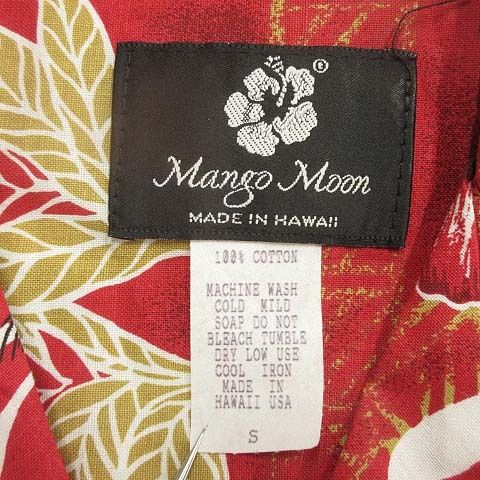 ©
Mango Moon
MADE IN HAWAII
100% COTTON
MACHINE WASH
COLD MILD
SOAP DO NOT
BLEACH TUMBLE
DRY LOW USE
COOL IRON
MADE IN
HAWAII USA
S